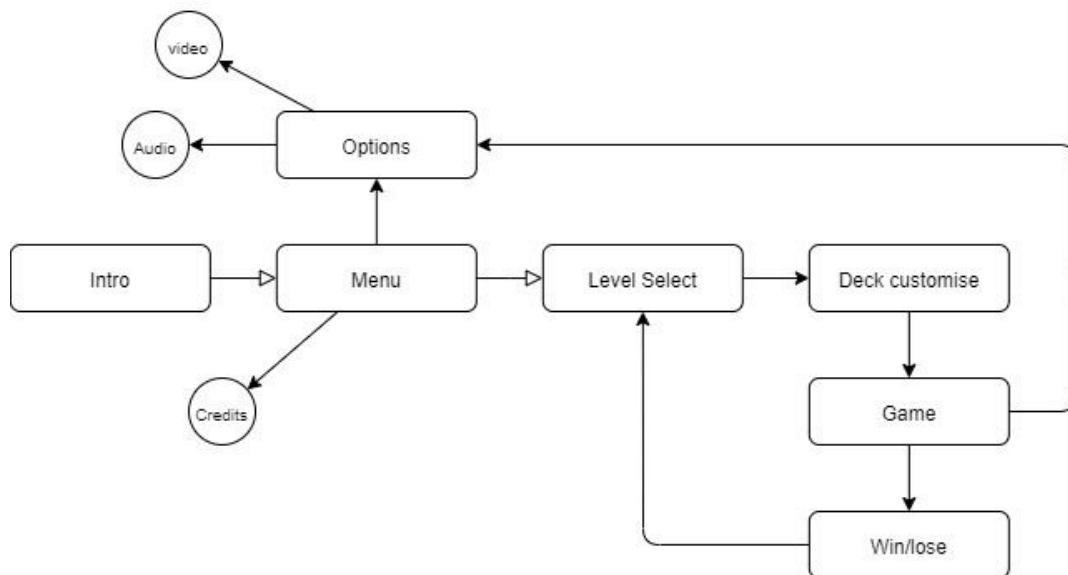 video
Audio
Options
Intro
Menu
Level Select
Deck customise
Credits
Game
Win/lose